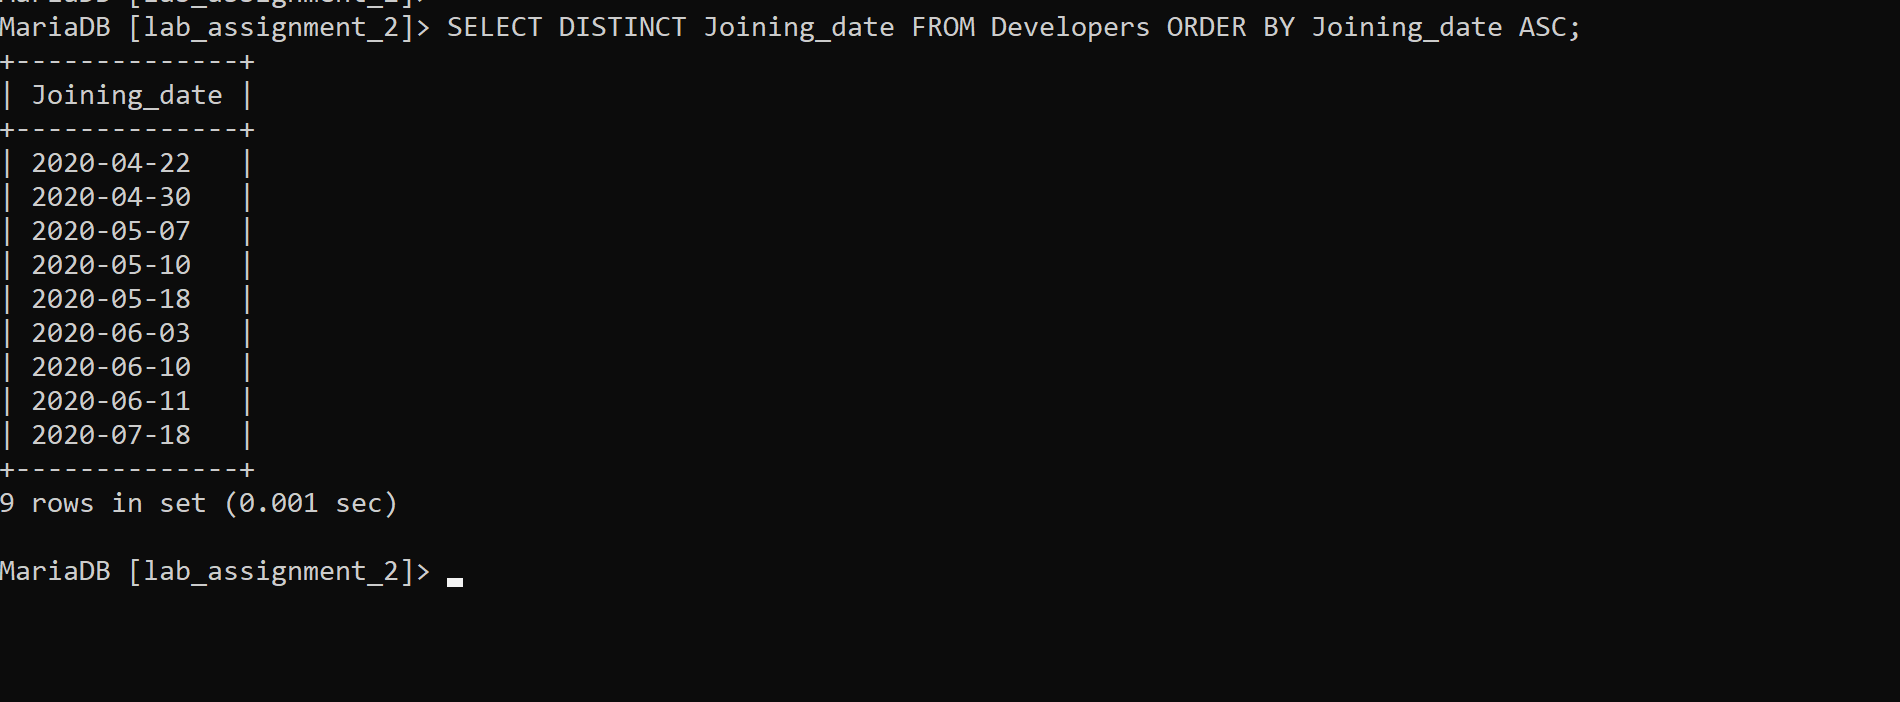 MariaDB [lab_assignment_2]>
MariaDB [lab_assignment_2]> SELECT DISTINCT Joining_date FROM Developers ORDER BY Joining_date ASC;
+--------------+
| Joining_date |
+--------------+
| 2020-04-22   |
| 2020-04-30   |
| 2020-05-07   |
| 2020-05-10   |
| 2020-05-18   |
| 2020-06-03   |
| 2020-06-10   |
| 2020-06-11   |
| 2020-07-18   |
+--------------+
9 rows in set (0.001 sec)

MariaDB [lab_assignment_2]>